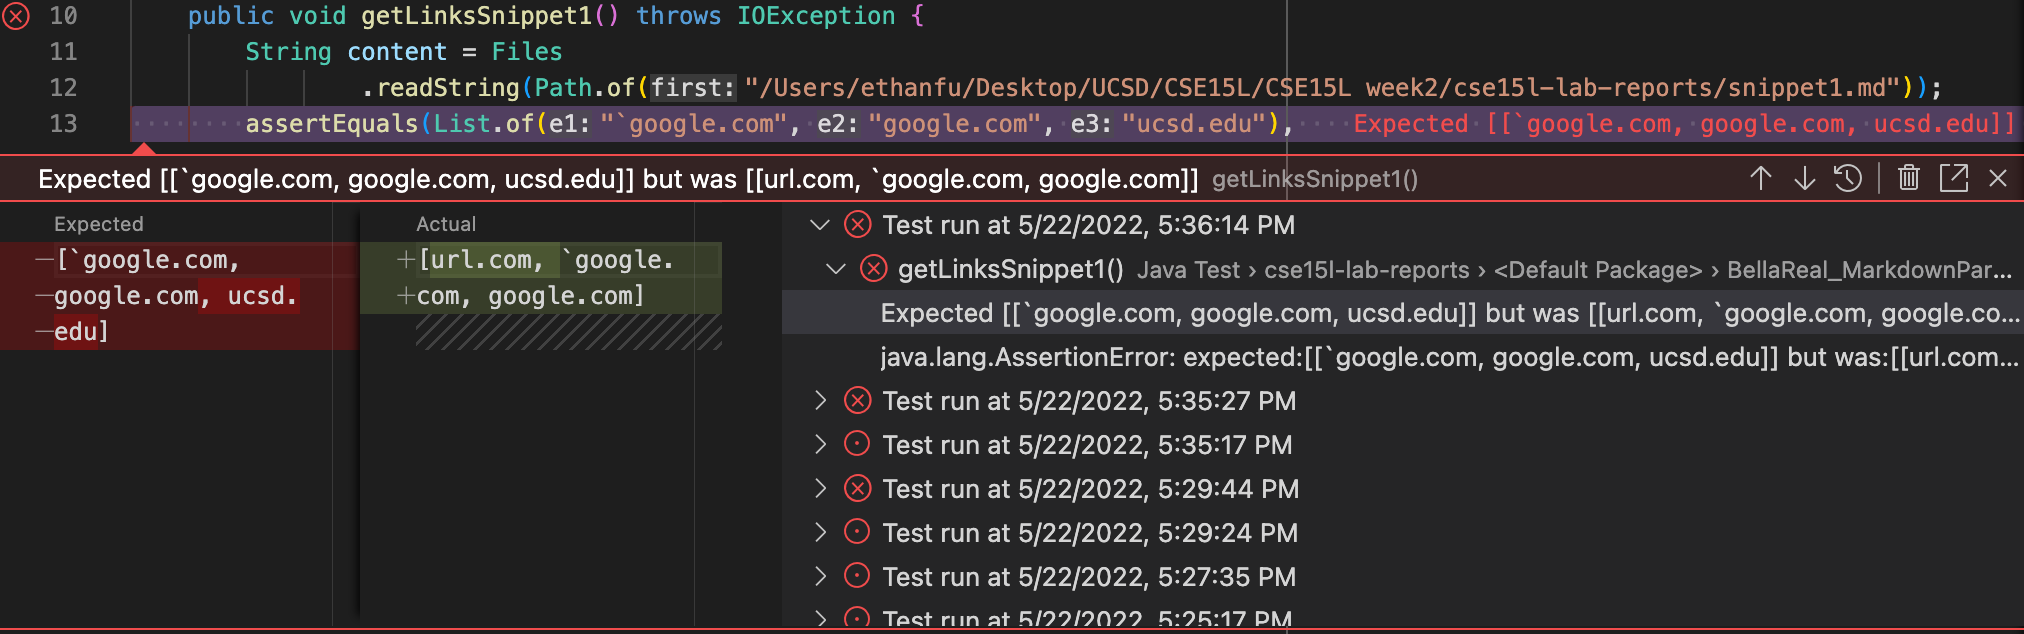 10 public void getLinksSnippet1() throws IOException {
11 String content = Files
12 .readString(Path.of(first: "/Users/ethanfu/Desktop/UCSD/CSE15L/CSE15L week2/cse15l-lab-reports/snippet1.md"));
13 assertEquals(List.of(e1: "`google.com", e2: "google.com", e3: "ucsd.edu"), Expected [[`google.com, google.com, ucsd.edu]]
Expected [[`google.com, google.com, ucsd.edu]] but was [[url.com, `google.com, google.com]] getLinksSnippet1()
Expected
—[`google.com,
—google.com, ucsd.
—edu]
Actual
+[url.com, `google.
+com, google.com]
Test run at 5/22/2022, 5:36:14 PM
getLinksSnippet1() Java Test › cse15l-lab-reports › <Default Package> › BellaReal_MarkdownPar...
Expected [[`google.com, google.com, ucsd.edu]] but was [[url.com, `google.com, google.co...
java.lang.AssertionError: expected:[[`google.com, google.com, ucsd.edu]] but was:[[url.com...
Test run at 5/22/2022, 5:35:27 PM
Test run at 5/22/2022, 5:35:17 PM
Test run at 5/22/2022, 5:29:44 PM
Test run at 5/22/2022, 5:29:24 PM
Test run at 5/22/2022, 5:27:35 PM
Test run at 5/22/2022, 5:25:17 PM